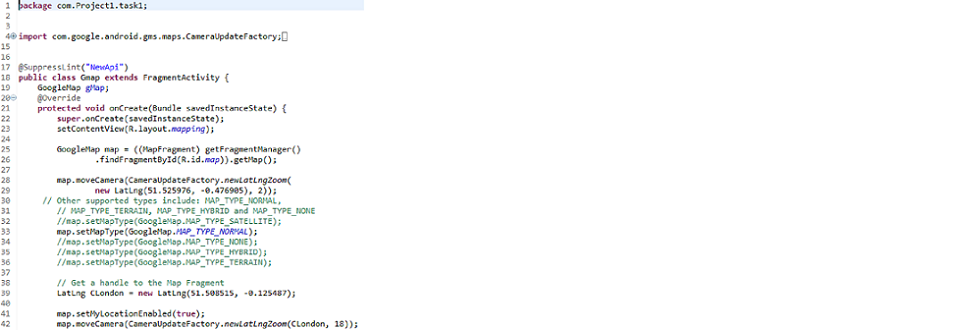 1 package com.Project1.task1;
2
3
4 import com.google.android.gms.maps.CameraUpdateFactory;
15
16
17 @SuppressLint("NewApi")
18 public class Gmap extends FragmentActivity {
19 GoogleMap gMap;
20 @Override
21 protected void onCreate(Bundle savedInstanceState) {
22 super.onCreate(savedInstanceState);
23 setContentView(R.layout.mapping);
24
25 GoogleMap map = ((MapFragment) getFragmentManager()
26 .findFragmentById(R.id.map)).getMap();
27
28 map.moveCamera(CameraUpdateFactory.newLatLngZoom(
29 new LatLng(51.525976, -0.476905), 2));
30 // Other supported types include: MAP_TYPE_NORMAL,
31 // MAP_TYPE_TERRAIN, MAP_TYPE_HYBRID and MAP_TYPE_NONE
32 //map.setMapType(GoogleMap.MAP_TYPE_SATELLITE);
33 map.setMapType(GoogleMap.MAP_TYPE_NORMAL);
34 //map.setMapType(GoogleMap.MAP_TYPE_NONE);
35 //map.setMapType(GoogleMap.MAP_TYPE_HYBRID);
36 //map.setMapType(GoogleMap.MAP_TYPE_TERRAIN);
37
38 // Get a handle to the Map Fragment
39 LatLng CLondon = new LatLng(51.508515, -0.125487);
40
41 map.setMyLocationEnabled(true);
42 map.moveCamera(CameraUpdateFactory.newLatLngZoom(CLondon, 18));